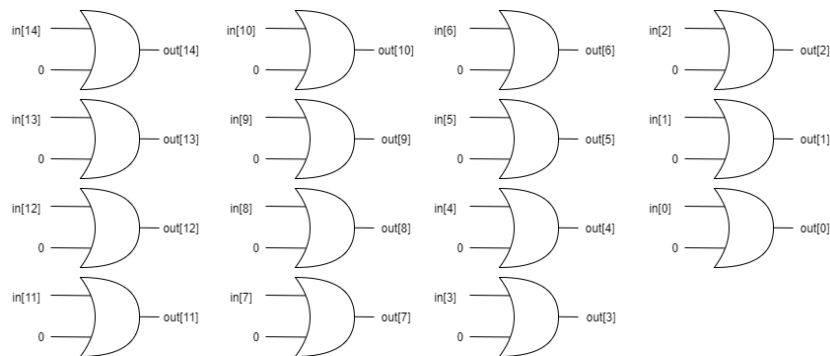 in[14]
0
out[14]
in[13]
0
out[13]
in[12]
0
out[12]
in[11]
0
out[11]
in[10]
0
out[10]
in[9]
0
out[9]
in[8]
0
out[8]
in[7]
0
out[7]
in[6]
0
out[6]
in[5]
0
out[5]
in[4]
0
out[4]
in[3]
0
out[3]
in[2]
0
out[2]
in[1]
0
out[1]
in[0]
0
out[0]